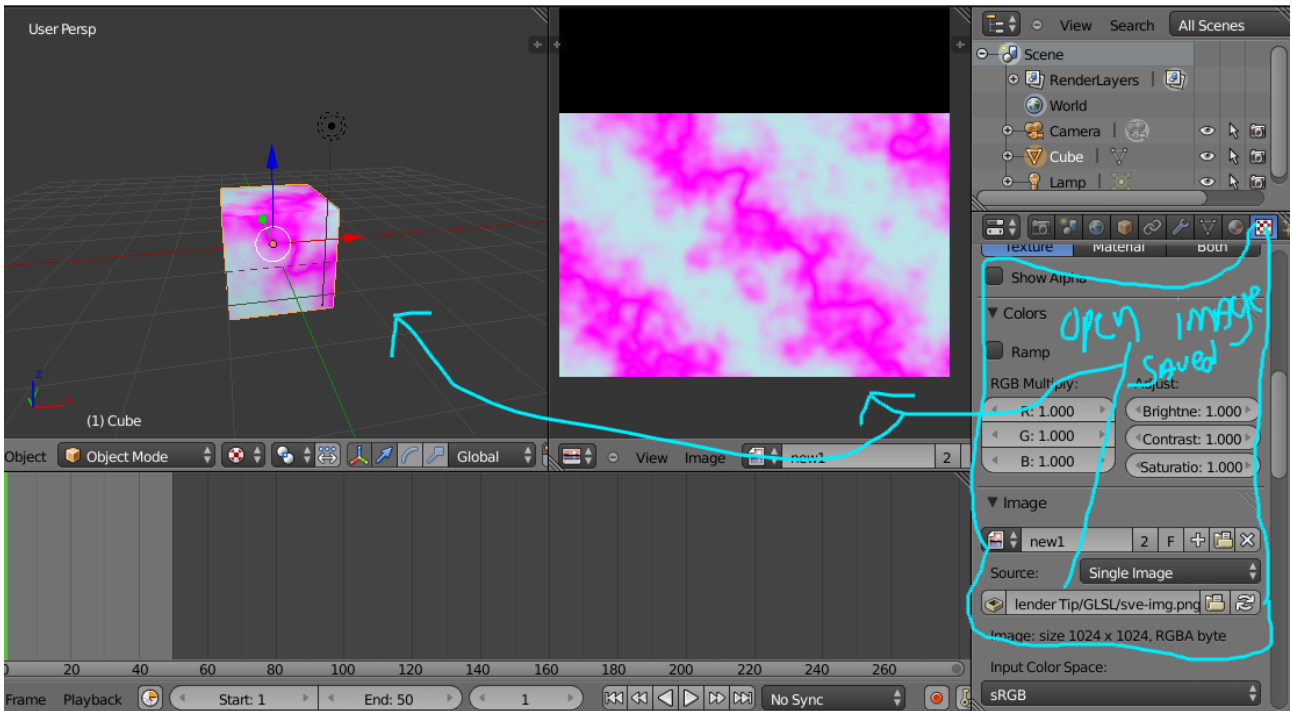 User Persp
(1) Cube
Object
Object Mode
Global
View Image
new1
2
View Search All Scenes
Scene
RenderLayers
World
Camera
Cube
Lamp
Texture Material Both
Show Alpha
Colors
open image
saved
Ramp
RGB Multiply: Adjust:
R: 1.000 Brightne: 1.000
G: 1.000 Contrast: 1.000
B: 1.000 Saturatio: 1.000
Image
new1 2 F
Source: Single Image
lender Tip/GLSL/sve-img.png
Image: size 1024 x 1024, RGBA byte
Input Color Space:
sRGB
20 40 60 80 100 120 140 160 180 200 220 240 260
Frame Playback Start: 1 End: 50 1 No Sync